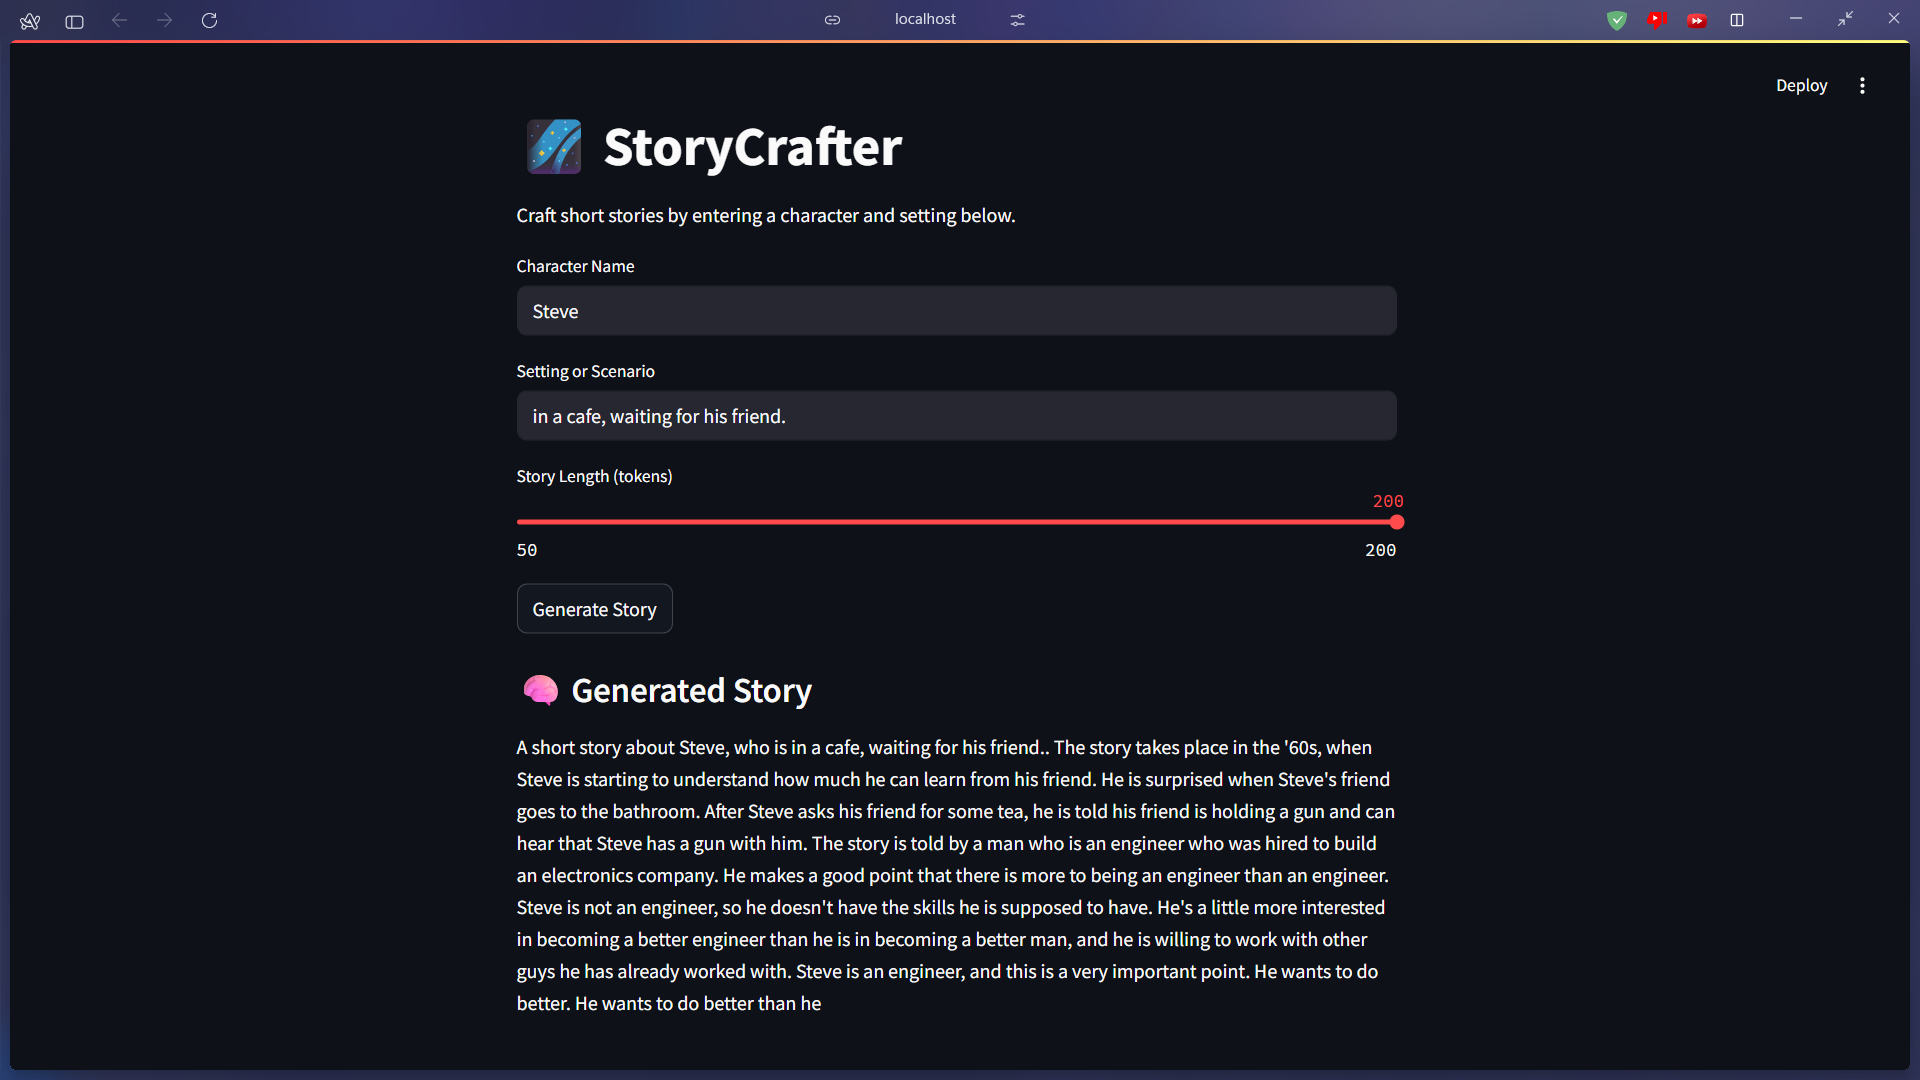 localhost
Deploy
StoryCrafter
Craft short stories by entering a character and setting below.
Character Name
Steve
Setting or Scenario
in a cafe, waiting for his friend.
Story Length (tokens)
200
50
200
Generate Story
Generated Story
A short story about Steve, who is in a cafe, waiting for his friend.. The story takes place in the '60s, when
Steve is starting to understand how much he can learn from his friend. He is surprised when Steve's friend
goes to the bathroom. After Steve asks his friend for some tea, he is told his friend is holding a gun and can
hear that Steve has a gun with him. The story is told by a man who is an engineer who was hired to build
an electronics company. He makes a good point that there is more to being an engineer than an engineer.
Steve is not an engineer, so he doesn't have the skills he is supposed to have. He's a little more interested
in becoming a better engineer than he is in becoming a better man, and he is willing to work with other
guys he has already worked with. Steve is an engineer, and this is a very important point. He wants to do
better. He wants to do better than he